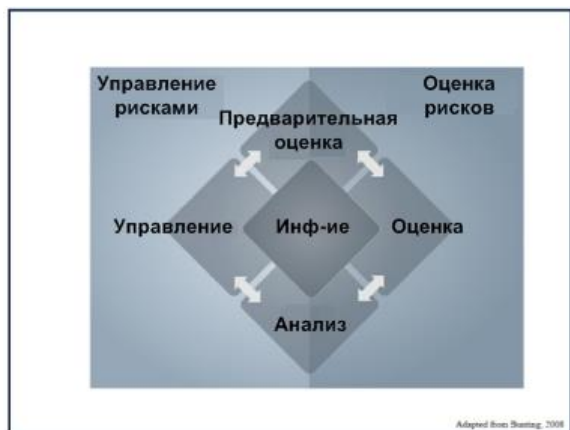 Управление
рисками
Оценка
рисков
Предварительная
оценка
Управление
Инф-ие
Оценка
Анализ
Adapted from Bunting, 2008